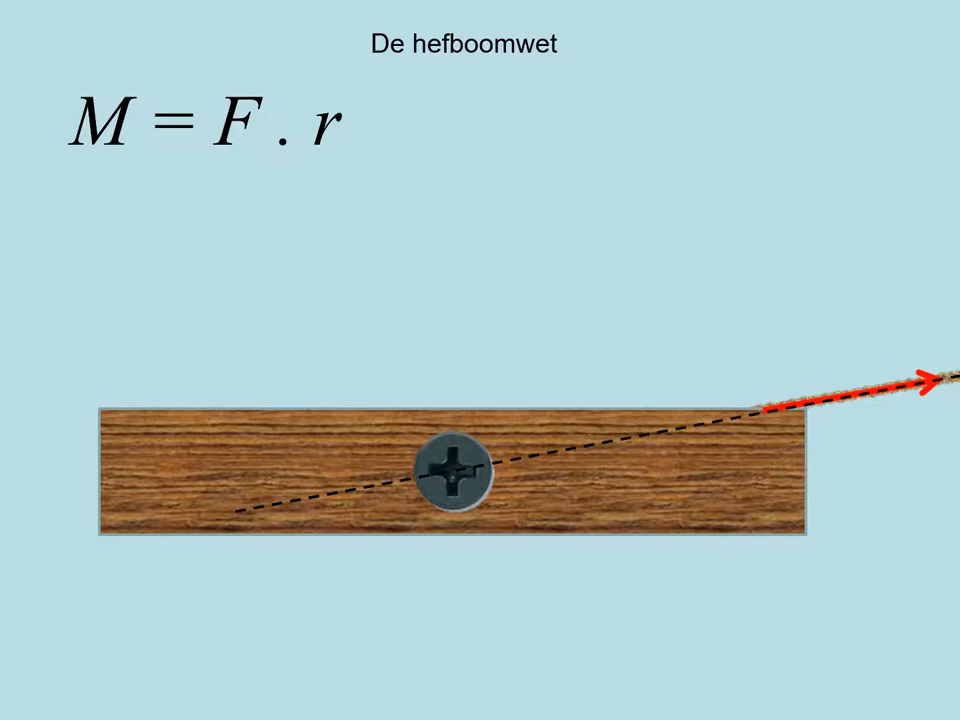 De hefboomwet
M = F . r